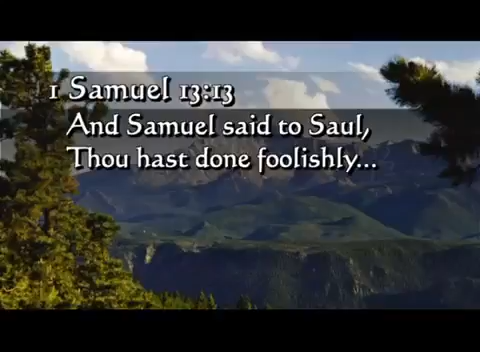 1 Samuel 13:13
And Samuel said to Saul,
Thou hast done foolishly...